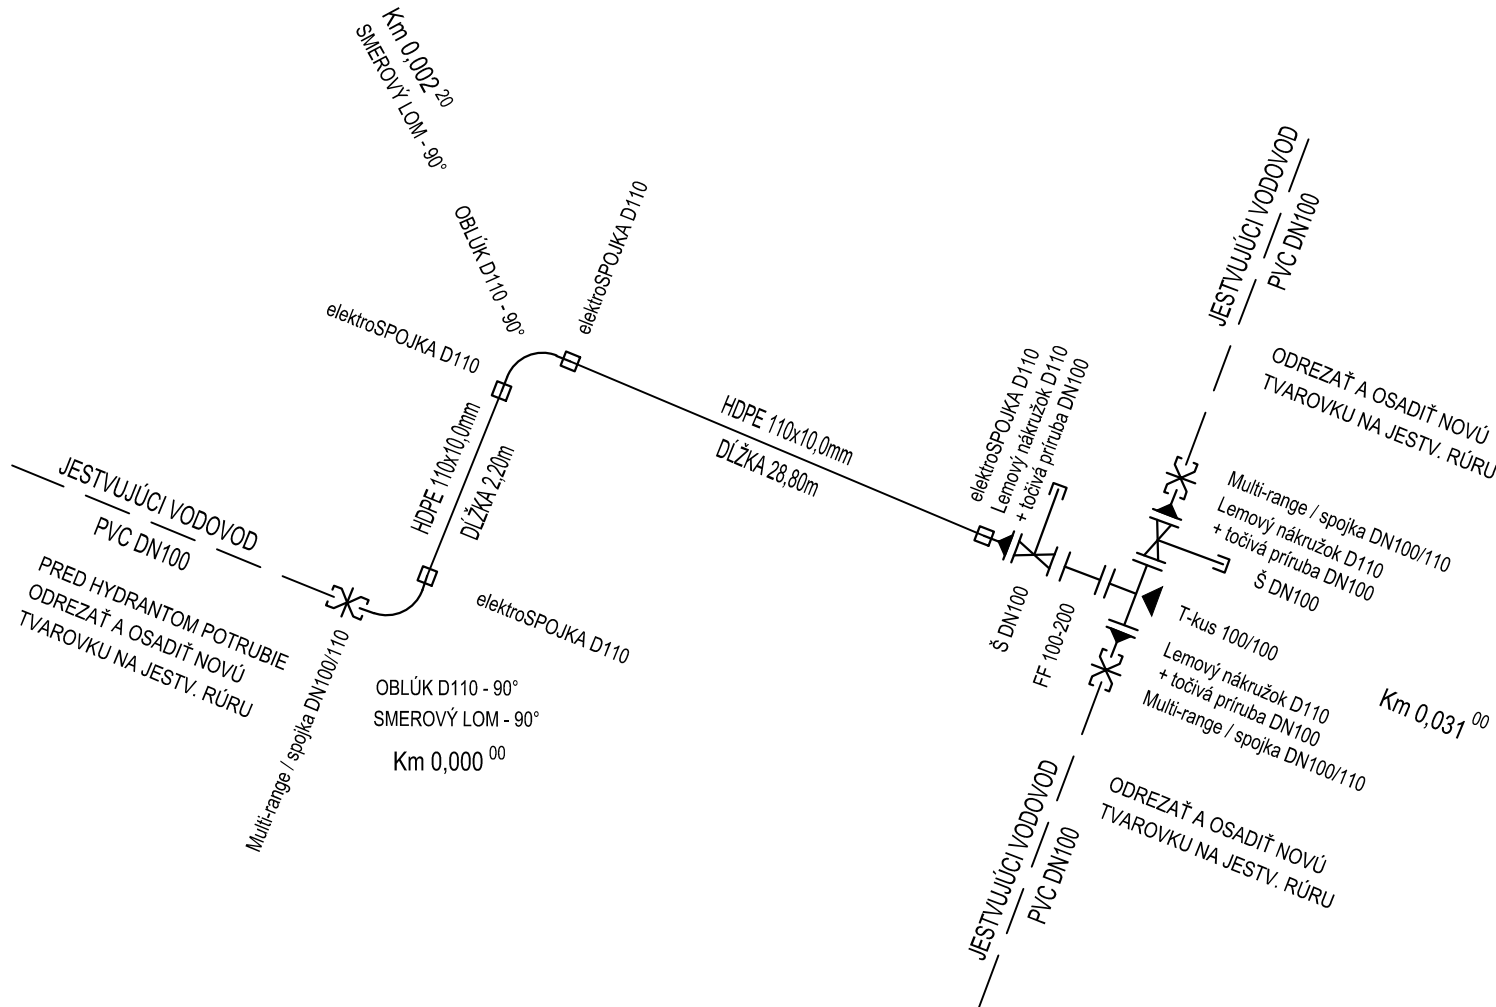 Km 0,002 20
SMEROVÝ LOM - 90°
OBLÚK D110 - 90°
elektroSPOJKA D110
elektroSPOJKA D110
HDPE 110x10,0mm
DĹŽKA 2,20m
JESTVUJÚCI VODOVOD
PVC DN100
PRED HYDRANTOM POTRUBIE
ODREZAŤ A OSADIŤ NOVÚ
TVAROVKU NA JESTV. RÚRU
Multi-range / spojka DN100/110
elektroSPOJKA D110
OBLÚK D110 - 90°
SMEROVÝ LOM - 90°
Km 0,000 00
HDPE 110x10,0mm
DĹŽKA 28,80m
elektroSPOJKA D110
Lemový nákružok D110
+ točivá príruba DN100
Š DN100
FF 100-200
JESTVUJÚCI VODOVOD
PVC DN100
ODREZAŤ A OSADIŤ NOVÚ
TVAROVKU NA JESTV. RÚRU
Multi-range / spojka DN100/110
Lemový nákružok D110
+ točivá príruba DN100
Š DN100
T-kus 100/100
Lemový nákružok D110
+ točivá príruba DN100
Multi-range / spojka DN100/110
Km 0,031 00
ODREZAŤ A OSADIŤ NOVÚ
TVAROVKU NA JESTV. RÚRU
JESTVUJÚCI VODOVOD
PVC DN100